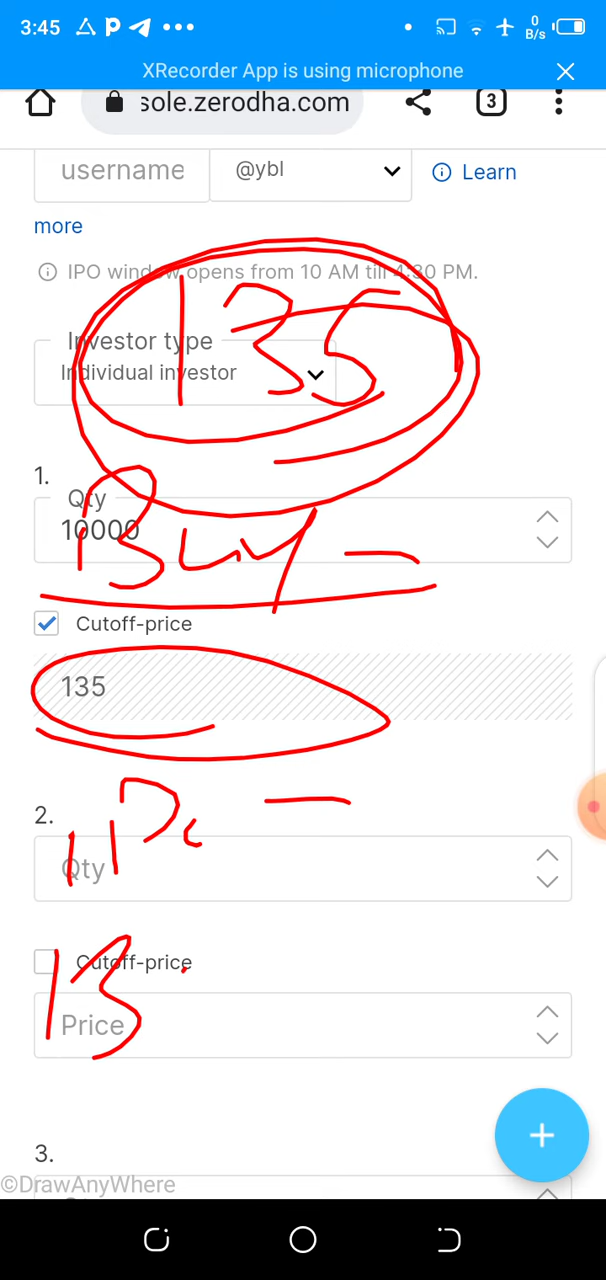 3:45
0
B/s
XRecorder App is using microphone
sole.zerodha.com
3
username @ybl Learn
more
IPO window opens from 10 AM till 4:30 PM.
135
Investor type
Individual investor
1.
Qty
10000
Buy
Cutoff-price
135
2.
Qty
Cutoff-price
13
Price
3.
©DrawAnyWhere